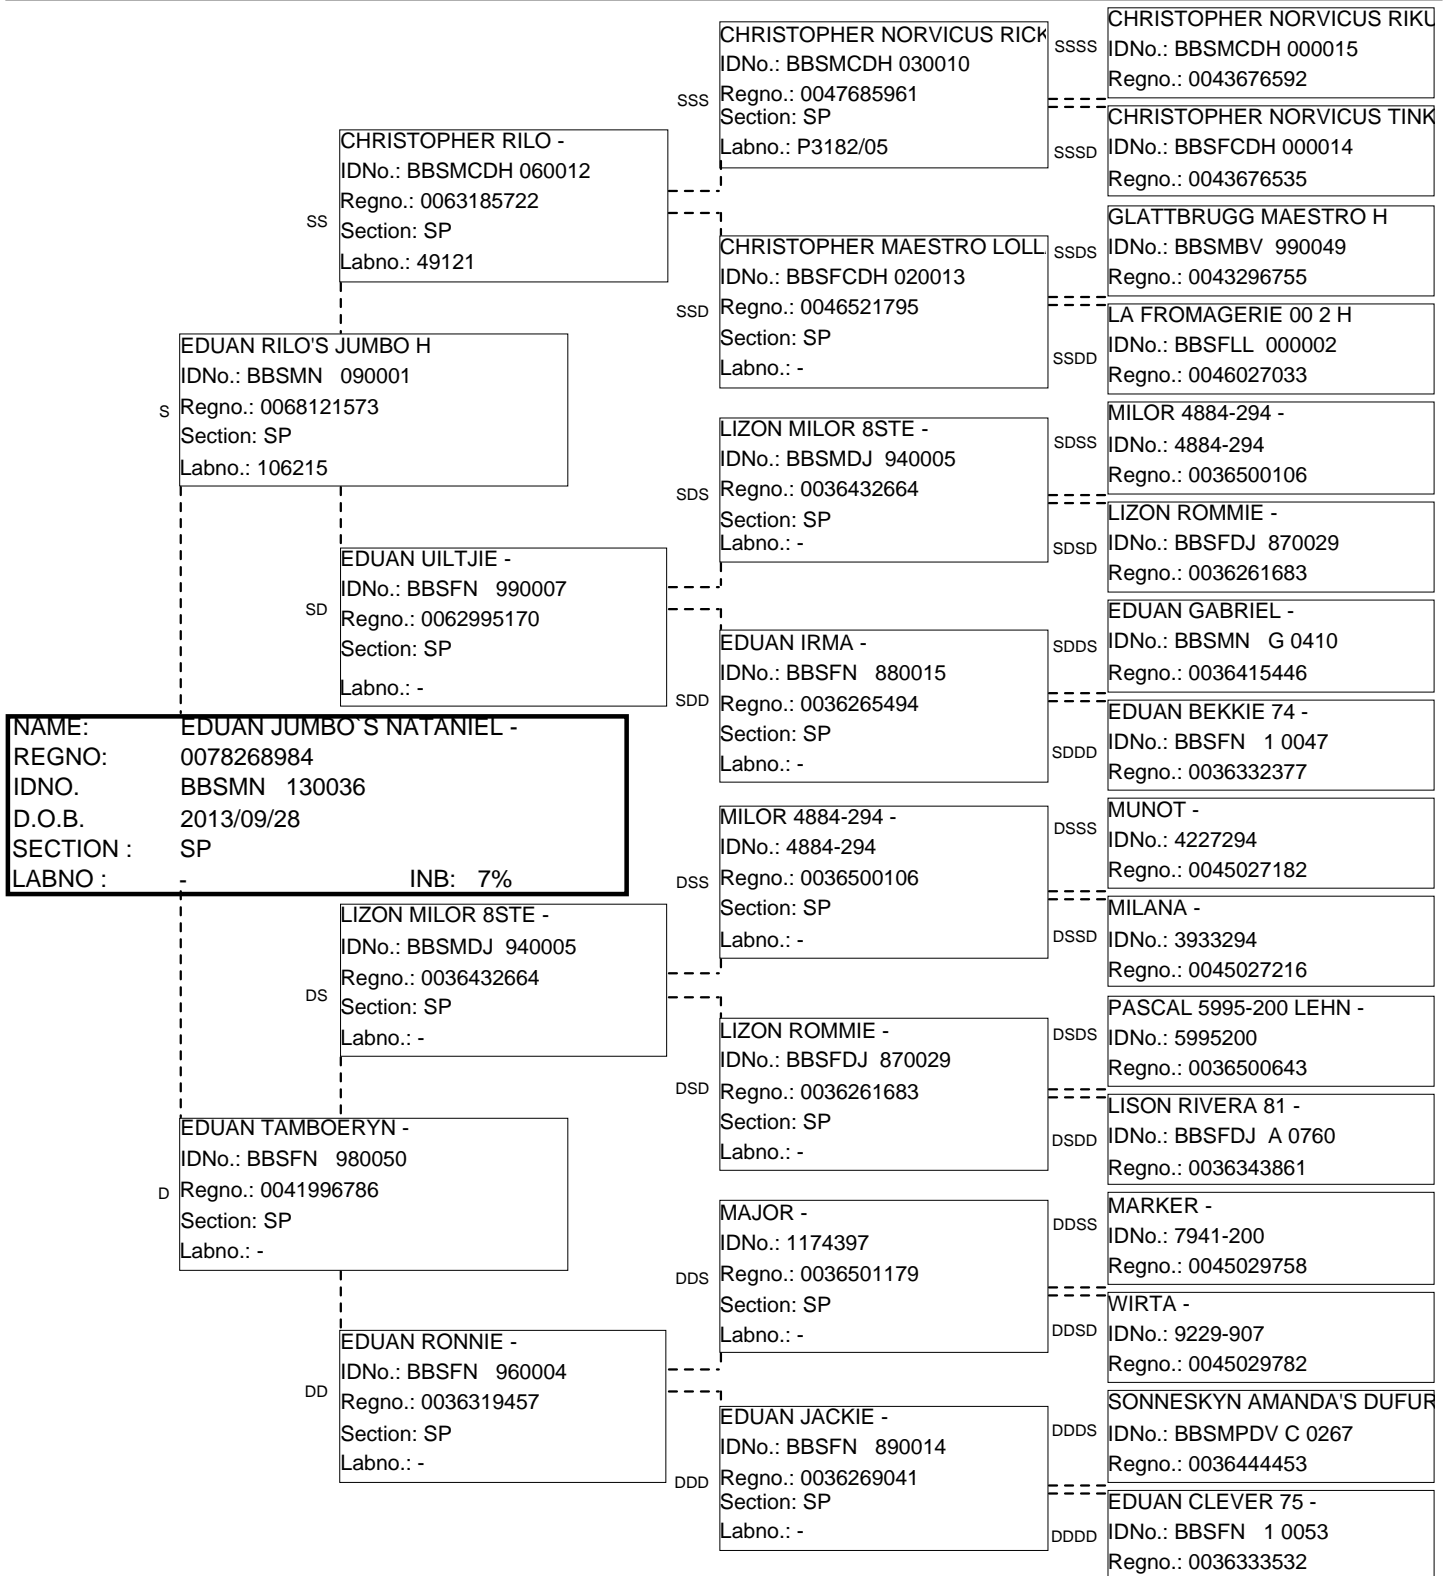 CHRISTOPHER NORVICUS RIKU
SSSS
IDNo.: BBSMCDH 000015
Regno.: 0043676592
CHRISTOPHER NORVICUS RICK
IDNo.: BBSMCDH 030010
SSS
Regno.: 0047685961
Section: SP
Labno.: P3182/05
CHRISTOPHER NORVICUS TINK
SSSD
IDNo.: BBSFCDH 000014
Regno.: 0043676535
CHRISTOPHER RILO -
IDNo.: BBSMCDH 060012
Regno.: 0063185722
SS
Section: SP
Labno.: 49121
GLATTBRUGG MAESTRO H
SSDS
IDNo.: BBSMBV 990049
Regno.: 0043296755
CHRISTOPHER MAESTRO LOLL
IDNo.: BBSFCDH 020013
SSD
Regno.: 0046521795
Section: SP
Labno.: -
LA FROMAGERIE 00 2 H
SSDD
IDNo.: BBSFLL 000002
Regno.: 0046027033
EDUAN RILO'S JUMBO H
IDNo.: BBSMN 090001
S
Regno.: 0068121573
Section: SP
Labno.: 106215
MILOR 4884-294 -
SDSS
IDNo.: 4884-294
Regno.: 0036500106
LIZON MILOR 8STE -
IDNo.: BBSMDJ 940005
SDS
Regno.: 0036432664
Section: SP
Labno.: -
LIZON ROMMIE -
SDSD
IDNo.: BBSFDJ 870029
Regno.: 0036261683
EDUAN UILTJIE -
IDNo.: BBSFN 990007
SD
Regno.: 0062995170
Section: SP
Labno.: -
EDUAN GABRIEL -
SDDS
IDNo.: BBSMN G 0410
Regno.: 0036415446
EDUAN IRMA -
IDNo.: BBSFN 880015
SDD
Regno.: 0036265494
Section: SP
Labno.: -
EDUAN BEKKIE 74 -
SDDD
IDNo.: BBSFN 1 0047
Regno.: 0036332377
NAME: EDUAN JUMBO`S NATANIEL -
REGNO: 0078268984
IDNO. BBSMN 130036
D.O.B. 2013/09/28
SECTION : SP
LABNO : - INB: 7%
MUNOT -
DSSS
IDNo.: 4227294
Regno.: 0045027182
MILOR 4884-294 -
IDNo.: 4884-294
DSS
Regno.: 0036500106
Section: SP
Labno.: -
MILANA -
DSSD
IDNo.: 3933294
Regno.: 0045027216
LIZON MILOR 8STE -
IDNo.: BBSMDJ 940005
Regno.: 0036432664
DS
Section: SP
Labno.: -
PASCAL 5995-200 LEHN -
DSDS
IDNo.: 5995200
Regno.: 0036500643
LIZON ROMMIE -
IDNo.: BBSFDJ 870029
DSD
Regno.: 0036261683
Section: SP
Labno.: -
LISON RIVERA 81 -
DSDD
IDNo.: BBSFDJ A 0760
Regno.: 0036343861
EDUAN TAMBOERYN -
IDNo.: BBSFN 980050
D
Regno.: 0041996786
Section: SP
Labno.: -
MARKER -
DDSS
IDNo.: 7941-200
Regno.: 0045029758
MAJOR -
IDNo.: 1174397
DDS
Regno.: 0036501179
Section: SP
Labno.: -
WIRTA -
DDSD
IDNo.: 9229-907
Regno.: 0045029782
EDUAN RONNIE -
IDNo.: BBSFN 960004
DD
Regno.: 0036319457
Section: SP
Labno.: -
SONNESKYN AMANDA'S DUFUR
DDDS
IDNo.: BBSMPDV C 0267
Regno.: 0036444453
EDUAN JACKIE -
IDNo.: BBSFN 890014
DDD
Regno.: 0036269041
Section: SP
Labno.: -
EDUAN CLEVER 75 -
DDDD
IDNo.: BBSFN 1 0053
Regno.: 0036333532